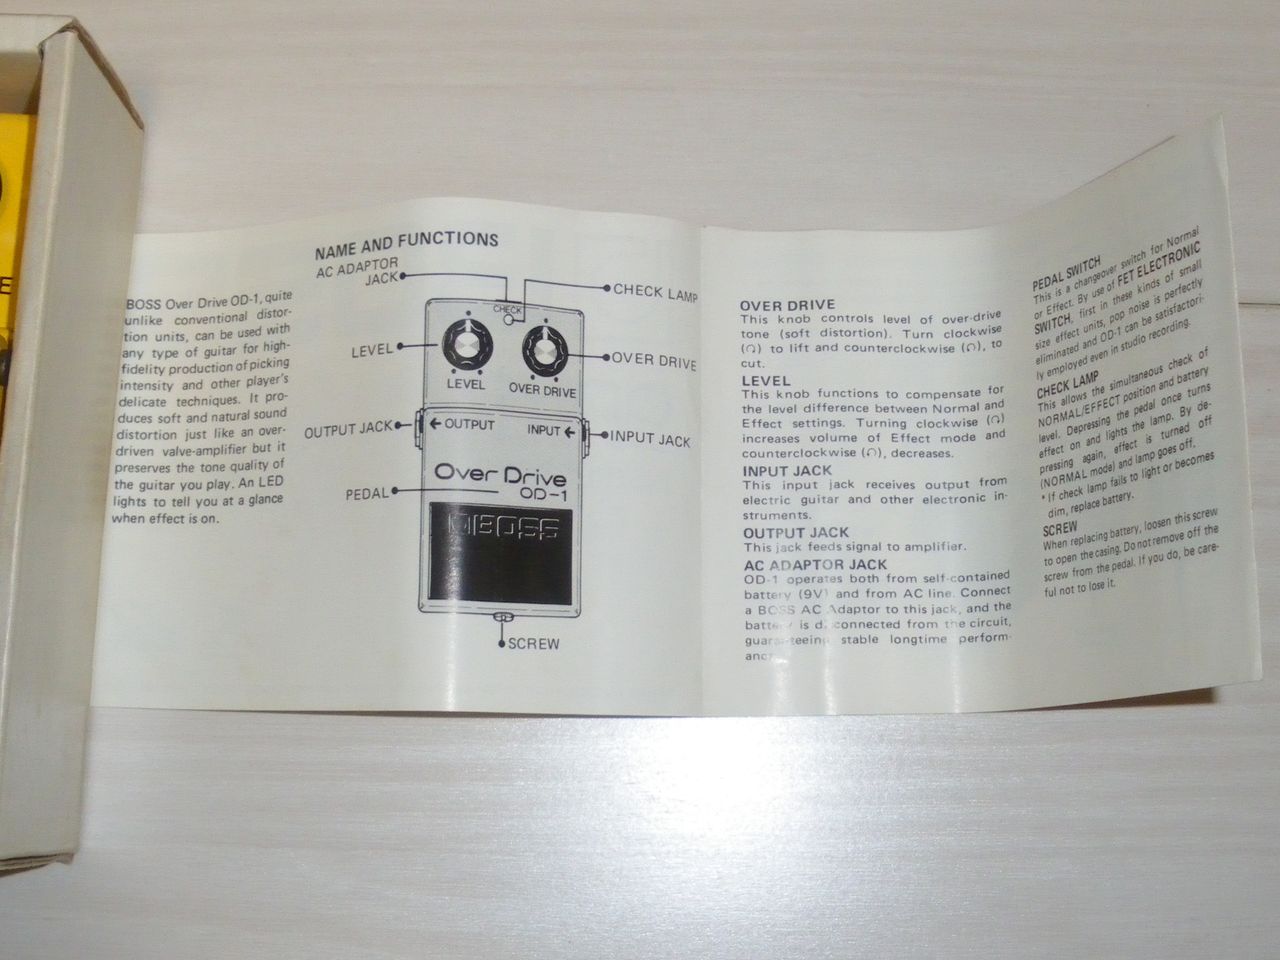 E
BOSS Over Drive OD-1, quite
unlike conventional distor-
tion units, can be used with
any type of guitar for high-
fidelity production of picking
intensity and other player's
delicate techniques. It pro-
duces soft and natural sound
distortion just like an over-
driven valve-amplifier but it
preserves the tone quality of
the guitar you play. An LED
lights to tell you at a glance
when effect is on.
NAME AND FUNCTIONS
AC ADAPTOR
JACK
CHECK LAMP
CHECK
LEVEL
OVER DRIVE
LEVEL
OVER DRIVE
OUTPUT JACK
← OUTPUT
INPUT ←
INPUT JACK
Over Drive
OD-1
PEDAL
BOSS
SCREW
OVER DRIVE
This knob controls level of over-drive
tone (soft distortion). Turn clockwise
(↷) to lift and counterclockwise (↶), to
cut.
LEVEL
This knob functions to compensate for
the level difference between Normal and
Effect settings. Turning clockwise (↷)
increases volume of Effect mode and
counterclockwise (↶), decreases.
INPUT JACK
This input jack receives output from
electric guitar and other electronic in-
struments.
OUTPUT JACK
This jack feeds signal to amplifier.
AC ADAPTOR JACK
OD-1 operates both from self-contained
battery (9V) and from AC line. Connect
a BOSS AC Adaptor to this jack, and the
battery is disconnected from the circuit,
guaranteeing stable longtime perform-
ance.
PEDAL SWITCH
This is a changeover switch for Normal
or Effect. By use of FET ELECTRONIC
SWITCH, first in these kinds of small
size effect units, pop noise is perfectly
eliminated and OD-1 can be satisfactori-
ly employed even in studio recording.
CHECK LAMP
This allows the simultaneous check of
NORMAL/EFFECT position and battery
level. Depressing the pedal once turns
effect on and lights the lamp. By de-
pressing again, effect is turned off
(NORMAL mode) and lamp goes off.
* If check lamp fails to light or becomes
dim, replace battery.
SCREW
When replacing battery, loosen this screw
to open the casing. Do not remove off the
screw from the pedal. If you do, be care-
ful not to lose it.